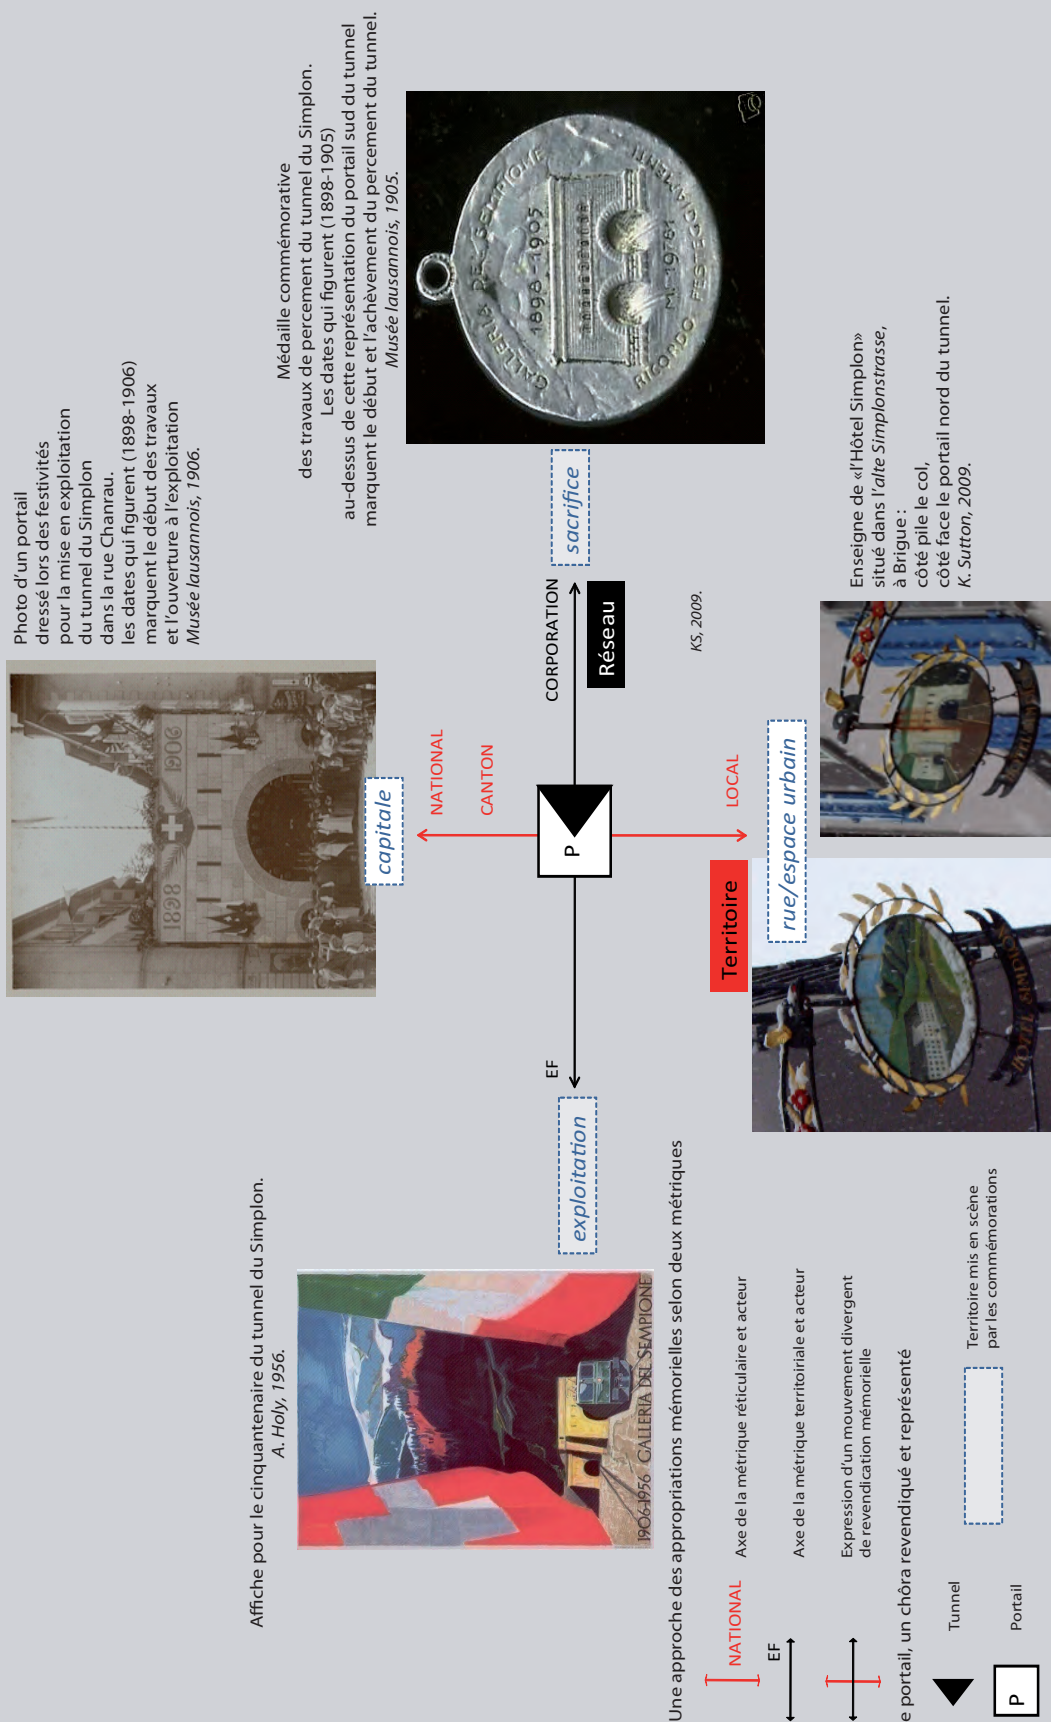 Affiche pour le cinquantenaire du tunnel du Simplon.
A. Holy, 1956.
1906-1956 GALLERIA DEL SEMPIONE
Photo d'un portail
dressé lors des festivités
pour la mise en exploitation
du tunnel du Simplon
dans la rue Chanrau.
les dates qui figurent (1898-1906)
marquent le début des travaux
et l'ouverture à l'exploitation
Musée lausannois, 1906.
1898 1906
Médaille commémorative
des travaux de percement du tunnel du Simplon.
Les dates qui figurent (1898-1905)
au-dessus de cette représentation du portail sud du tunnel
marquent le début et l'achèvement du percement du tunnel.
Musée lausannois, 1905.
GALLERIA DEL SEMPIONE
1898-1905
M. 19761
RICORDO FESTEGGIAMENTI
capitale
NATIONAL
CANTON
exploitation
EF
P
CORPORATION
Réseau
sacrifice
LOCAL
Territoire
rue/espace urbain
KS, 2009.
HOTEL SIMPLON
Enseigne de «l'Hôtel Simplon»
situé dans l'alte Simplonstrasse,
à Brigue :
côté pile le col,
côté face le portail nord du tunnel.
K. Sutton, 2009.
Une approche des appropriations mémorielles selon deux métriques
NATIONAL
Axe de la métrique réticulaire et acteur
EF
Axe de la métrique territoiriale et acteur
Expression d'un mouvement divergent
de revendication mémorielle
e portail, un chôra revendiqué et représenté
Tunnel
P
Portail
Territoire mis en scène
par les commémorations